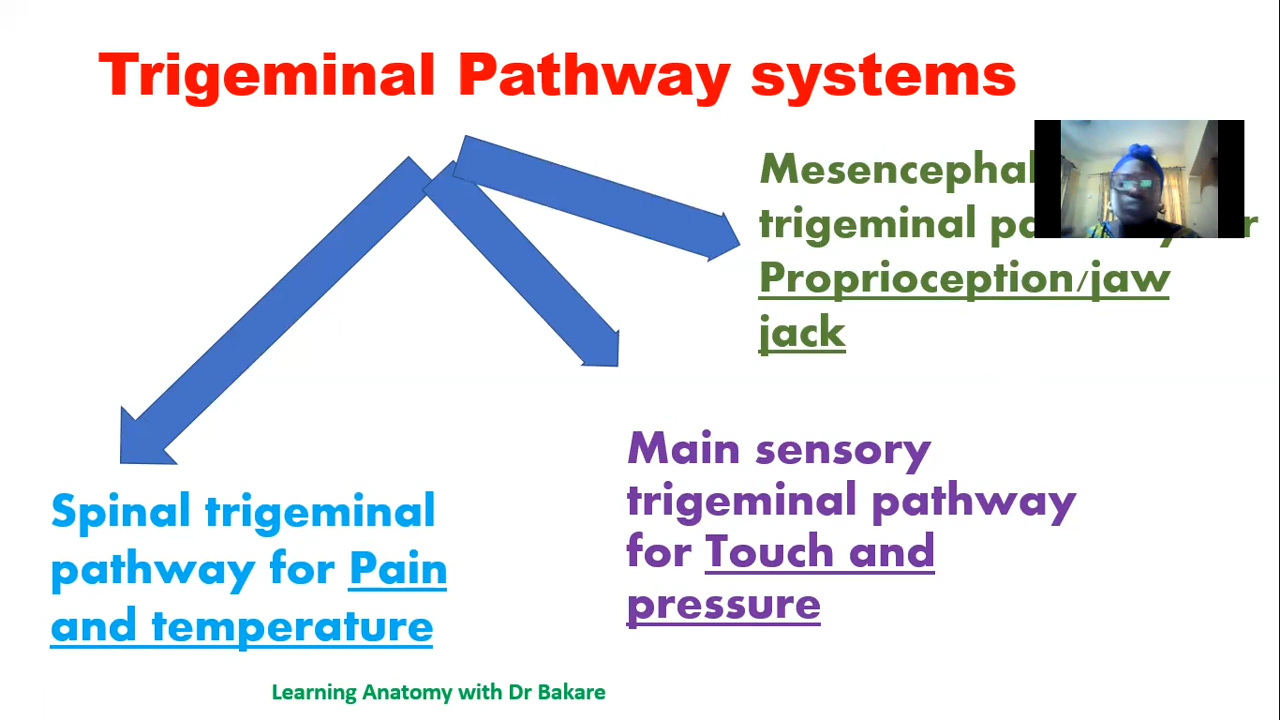 Trigeminal Pathway systems
Mesencephal
trigeminal
Proprioception/jaw
jack
Main sensory
trigeminal pathway
for Touch and
pressure
Spinal trigeminal
pathway for Pain
and temperature
Learning Anatomy with Dr Bakare